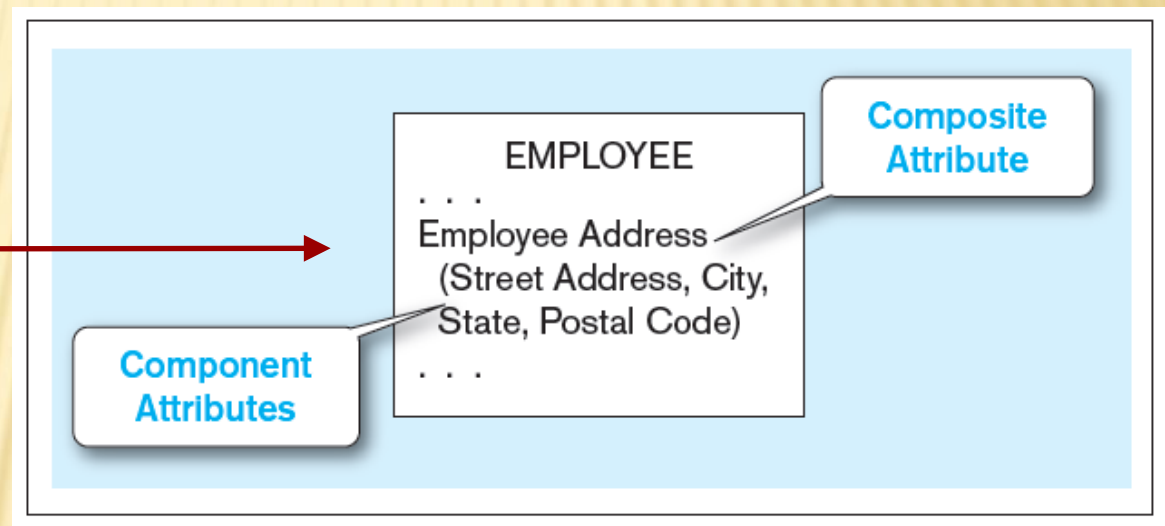 Composite
Attribute
EMPLOYEE
. . .
Employee Address
(Street Address, City,
State, Postal Code)
. . .
Component
Attributes